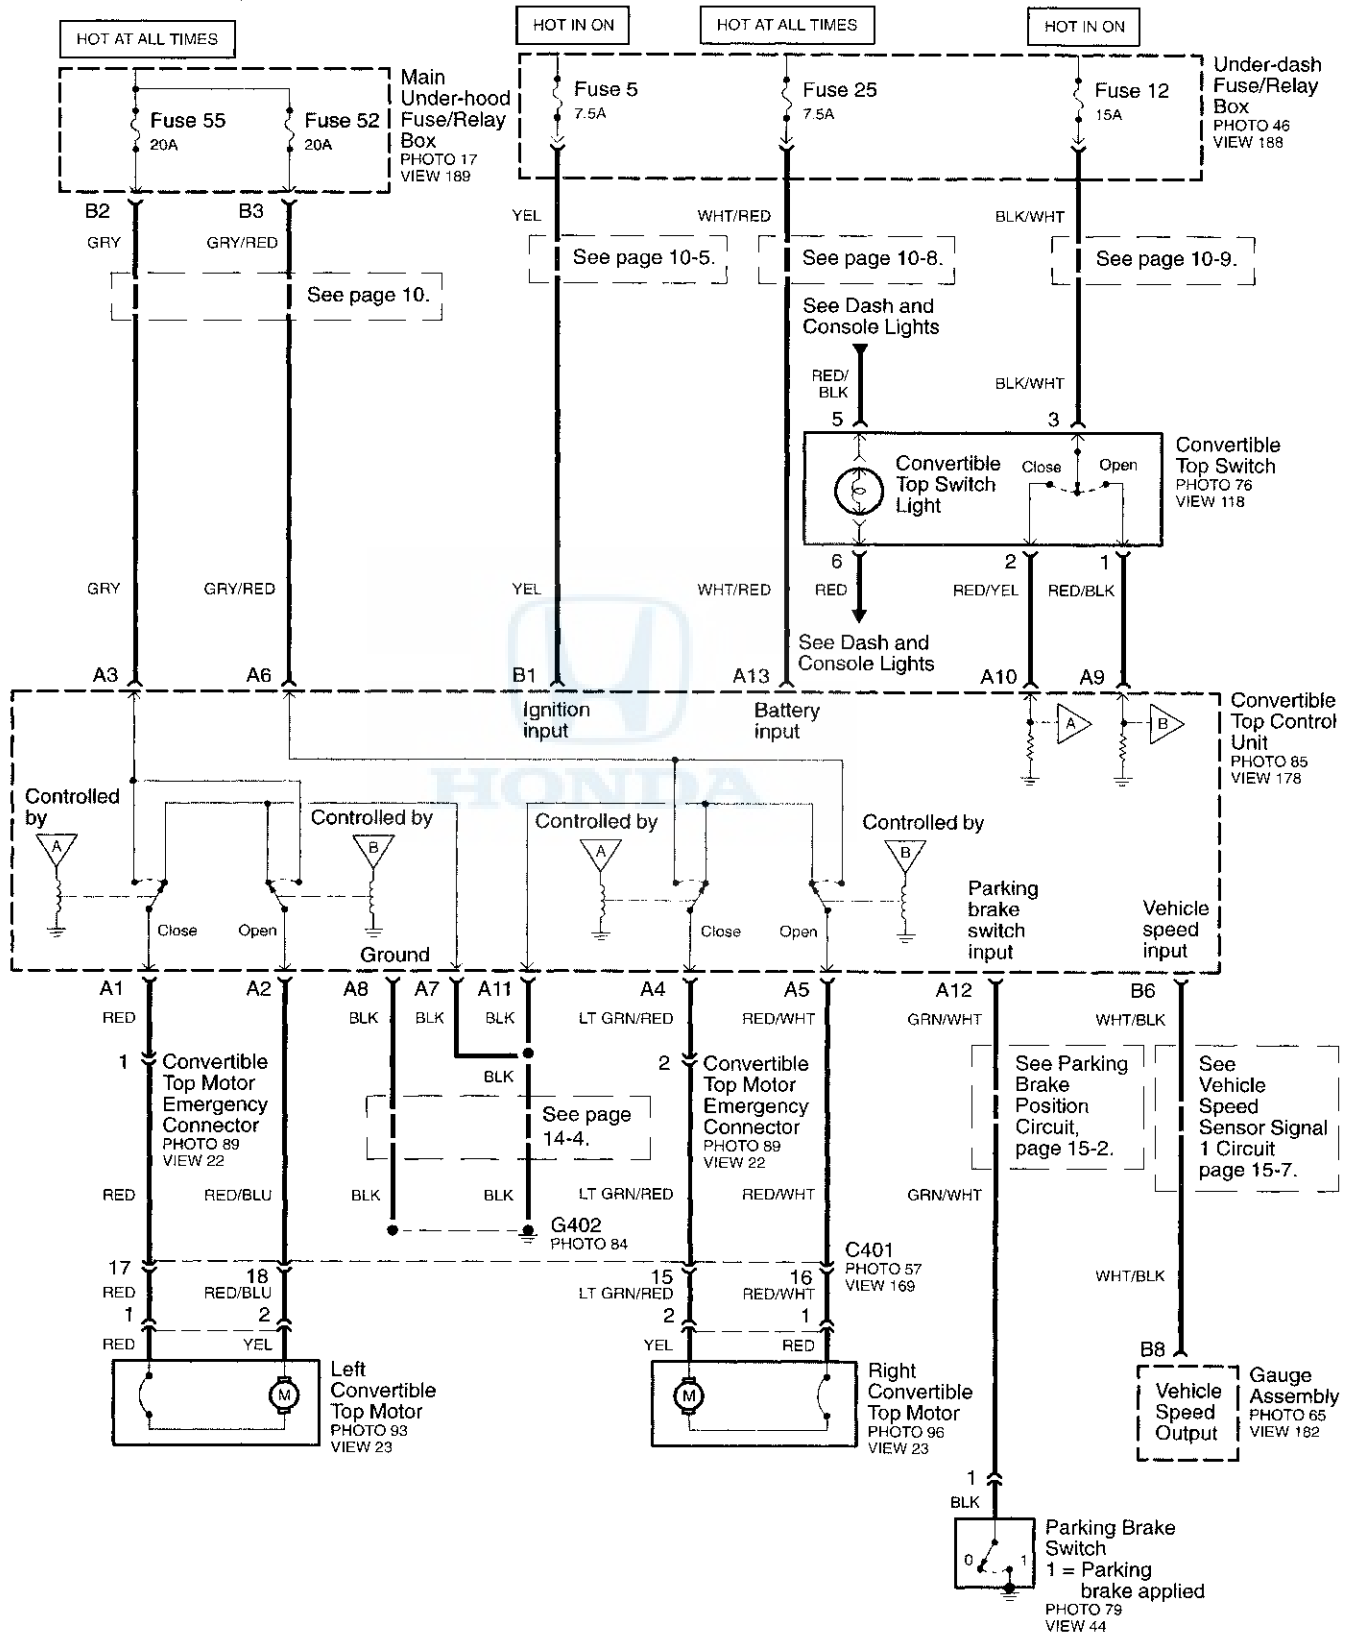 HOT AT ALL TIMES
HOT IN ON
HOT AT ALL TIMES
HOT IN ON
Fuse 55
20A
Fuse 52
20A
Main
Under-hood
Fuse/Relay
Box
PHOTO 17
VIEW 189
Fuse 5
7.5A
Fuse 25
7.5A
Fuse 12
15A
Under-dash
Fuse/Relay
Box
PHOTO 46
VIEW 188
B2
B3
GRY
GRY/RED
YEL
WHT/RED
BLK/WHT
See page 10.
See page 10-5.
See page 10-8.
See page 10-9.
See Dash and
Console Lights
RED/
BLK
BLK/WHT
5
3
Convertible
Top Switch
Light
Close
Open
Convertible
Top Switch
PHOTO 76
VIEW 118
6
2
1
GRY
GRY/RED
YEL
WHT/RED
RED
RED/YEL
RED/BLK
See Dash and
Console Lights
A3
A6
B1
A13
A10
A9
Ignition
input
Battery
input
A
B
Convertible
Top Control
Unit
PHOTO 85
VIEW 178
HONDA
Controlled
by
A
Controlled by
B
Controlled by
A
Controlled by
B
Close
Open
Ground
Close
Open
Parking
brake
switch
input
Vehicle
speed
input
A1
A2
A8
A7
A11
A4
A5
A12
B6
RED
BLK
BLK
BLK
LT GRN/RED
RED/WHT
GRN/WHT
WHT/BLK
1
Convertible
Top Motor
Emergency
Connector
PHOTO 89
VIEW 22
BLK
See page
14-4.
2
Convertible
Top Motor
Emergency
Connector
PHOTO 89
VIEW 22
See Parking
Brake
Position
Circuit,
page 15-2.
See
Vehicle
Speed
Sensor Signal
1 Circuit
page 15-7.
RED
RED/BLU
BLK
BLK
LT GRN/RED
RED/WHT
GRN/WHT
G402
PHOTO 84
C401
PHOTO 57
VIEW 169
17
18
15
16
RED
RED/BLU
LT GRN/RED
RED/WHT
WHT/BLK
1
2
2
1
RED
YEL
YEL
RED
B8
M
Left
Convertible
Top Motor
PHOTO 93
VIEW 23
M
Right
Convertible
Top Motor
PHOTO 96
VIEW 23
Vehicle
Speed
Output
Gauge
Assembly
PHOTO 65
VIEW 182
1
BLK
0
1
Parking Brake
Switch
1 = Parking
brake applied
PHOTO 79
VIEW 44